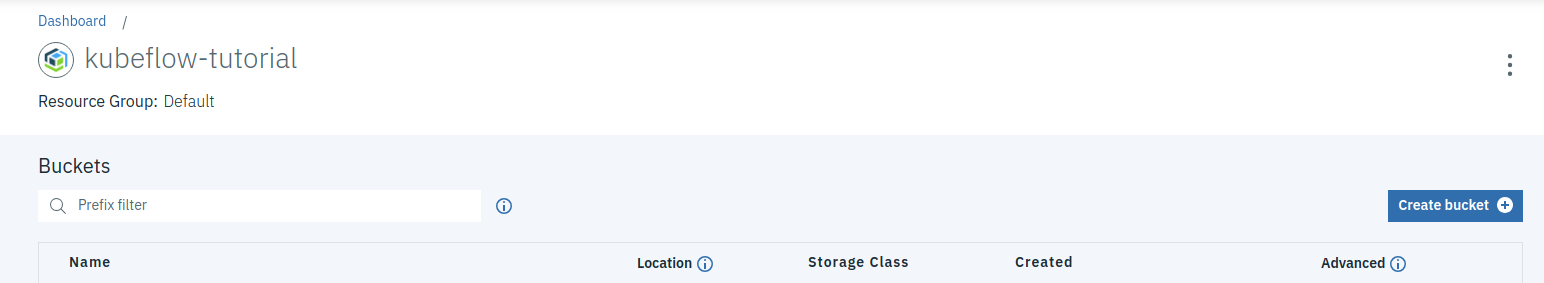 Dashboard /
kubeflow-tutorial
Resource Group: Default
Buckets
Prefix filter
Create bucket
Name Location Storage Class Created Advanced